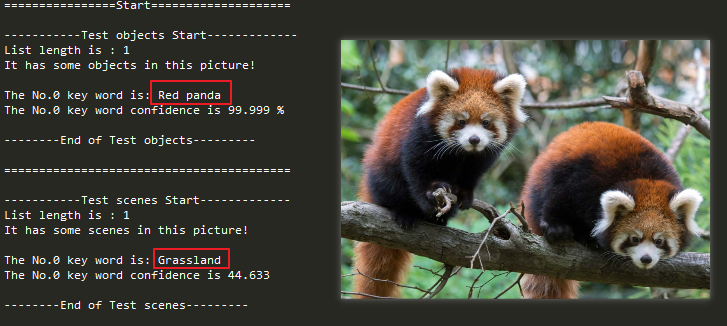 ================Start====================
-----------Test objects Start-------------
List length is : 1
It has some objects in this picture!
The No.0 key word is: Red panda
The No.0 key word confidence is 99.999 %
--------End of Test objects---------
=========================================
-----------Test scenes Start-------------
List length is : 1
It has some scenes in this picture!
The No.0 key word is: Grassland
The No.0 key word confidence is 44.633
--------End of Test scenes---------